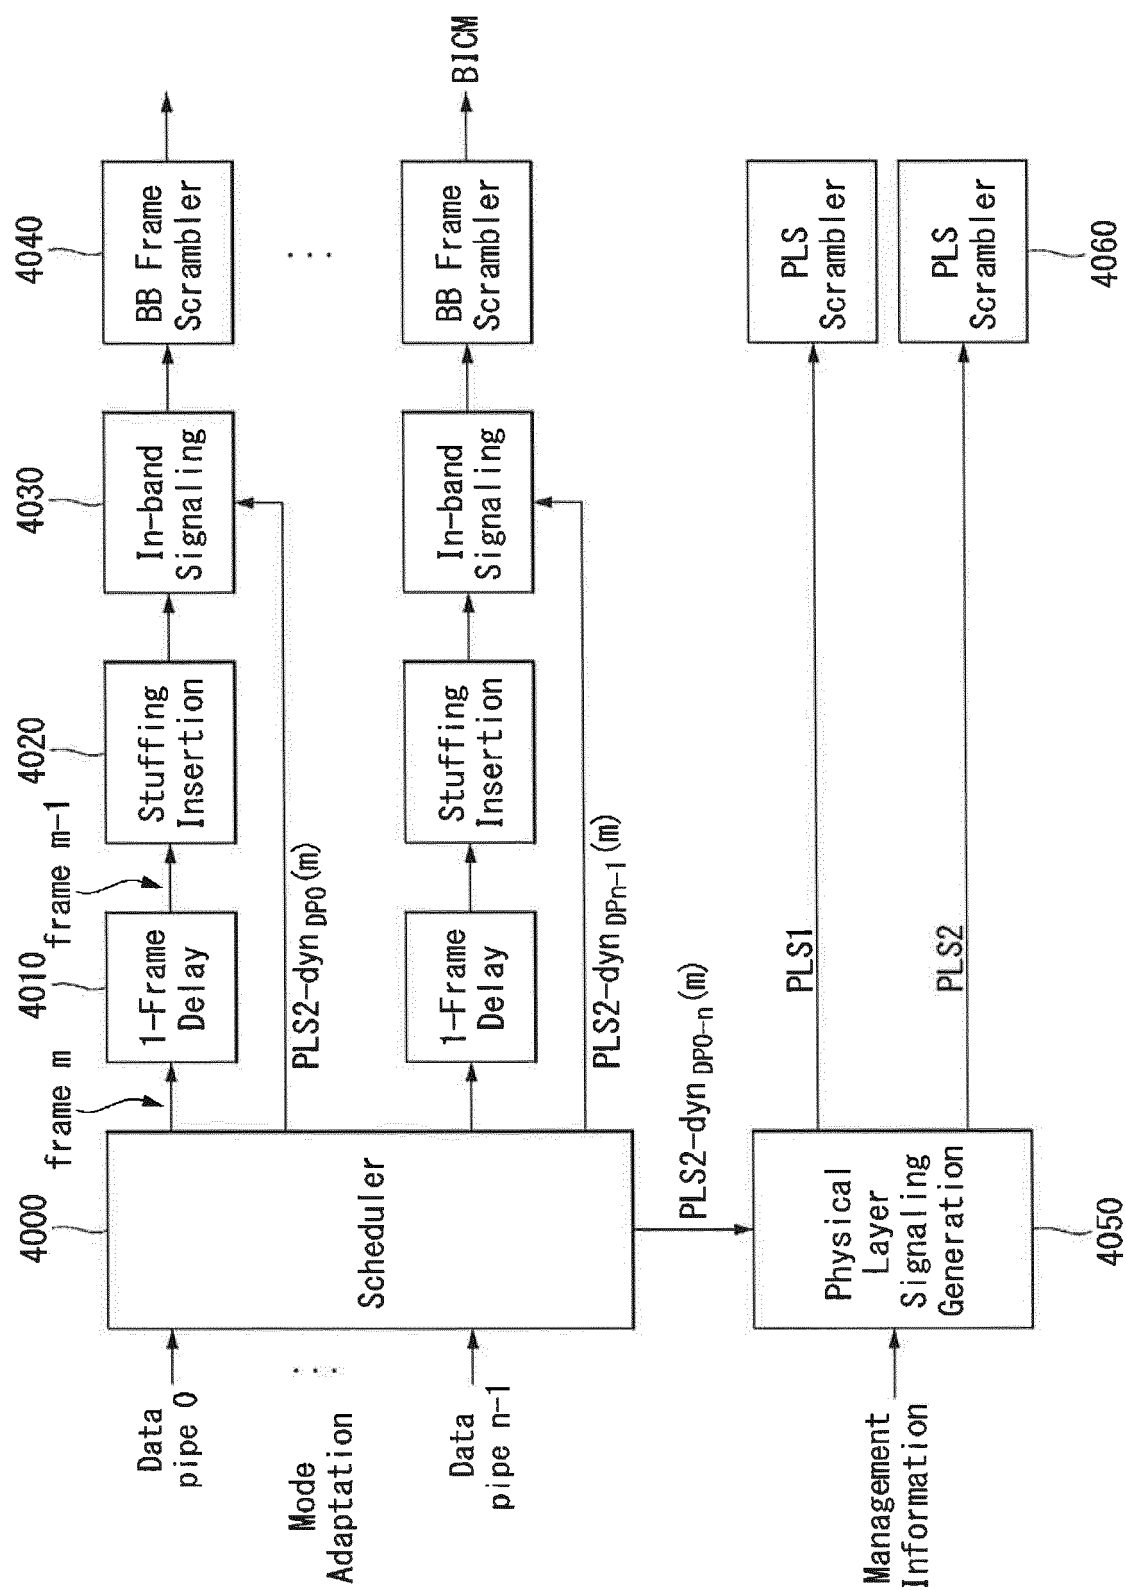 4000
frame m
4010
frame m-1
4020
4030
4040
Data
pipe 0
Scheduler
1-Frame
Delay
Stuffing
Insertion
In-band
Signaling
BB Frame
Scrambler
PLS2-dyn DP0 (m)
Mode
Adaptation
Data
pipe n-1
1-Frame
Delay
Stuffing
Insertion
In-band
Signaling
BB Frame
Scrambler
BICM
PLS2-dyn DPn-1 (m)
PLS2-dyn DP0-n (m)
Management
Information
Physical
Layer
Signaling
Generation
PLS1
PLS
Scrambler
PLS2
PLS
Scrambler
4050
4060